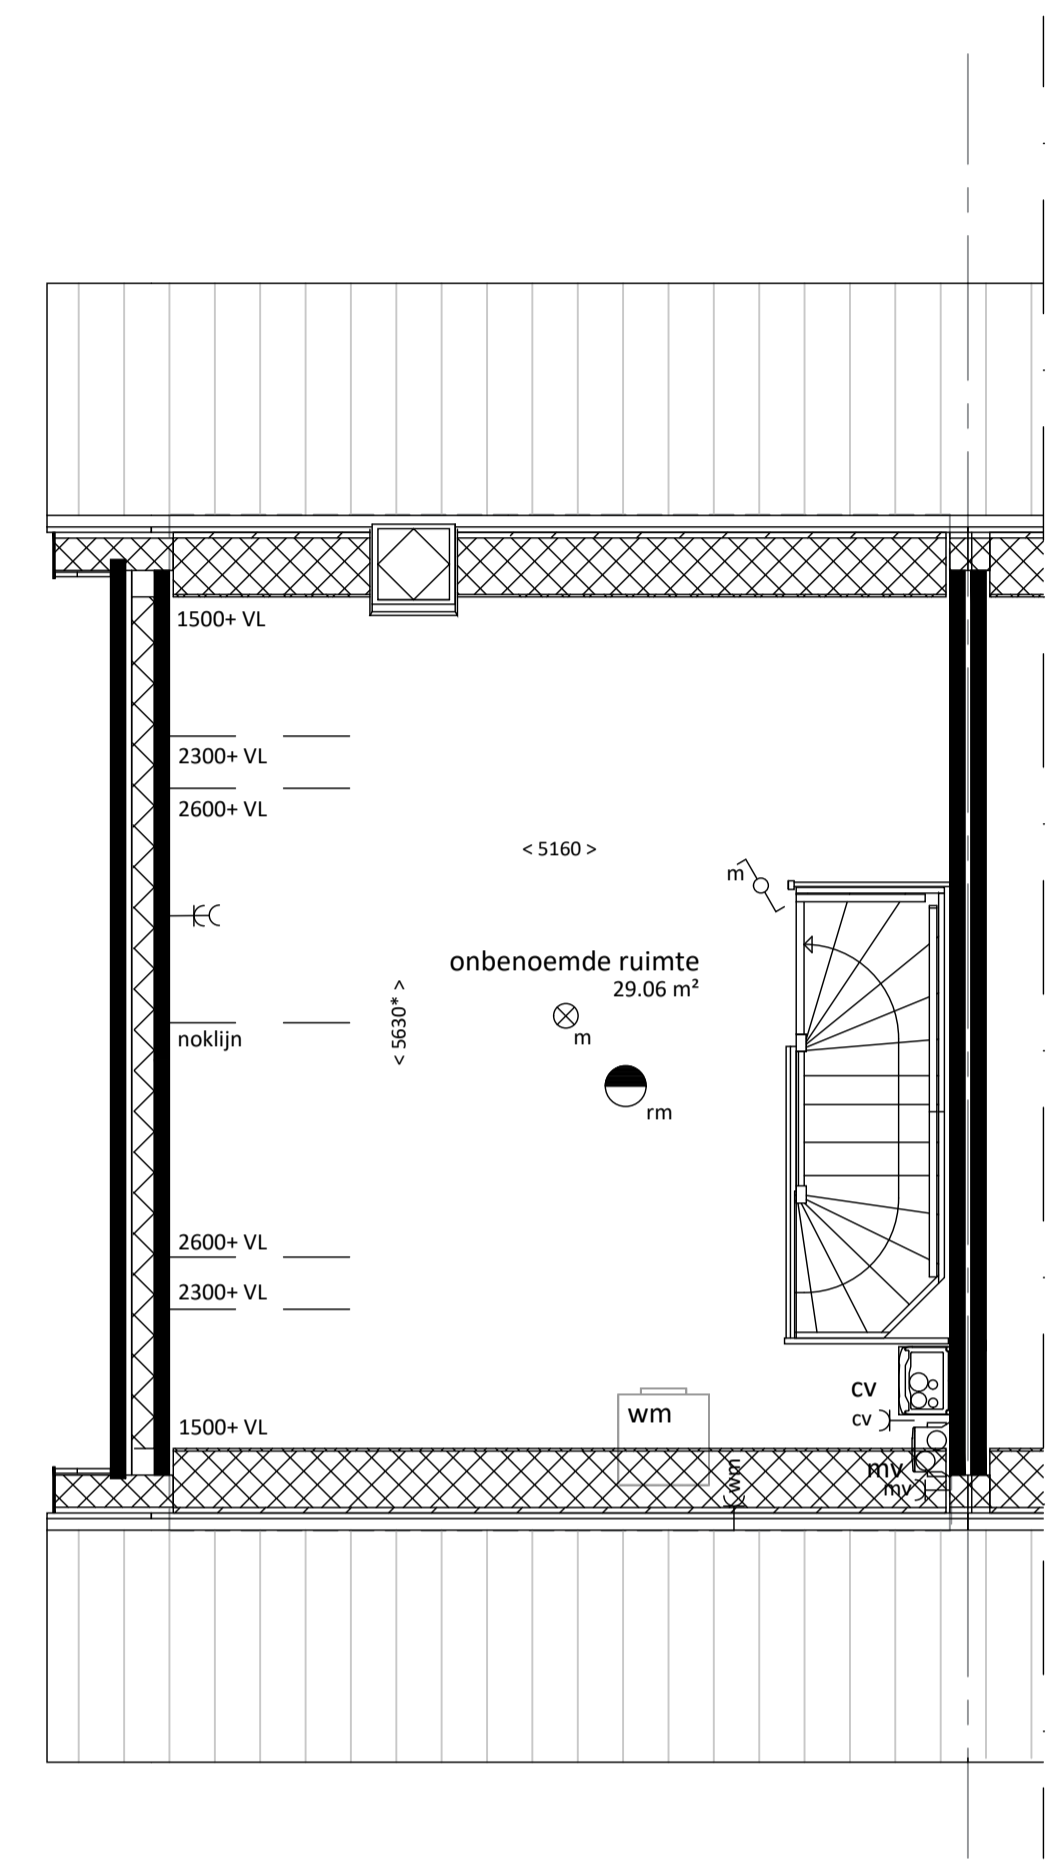 1500+ VL
2300+ VL
2600+ VL
< 5160 >
m
onbenoemde ruimte
29.06 m²
< 5630* >
noklijn
m
rm
2600+ VL
2300+ VL
1500+ VL
wm
cv
cv
mv
mv
wm